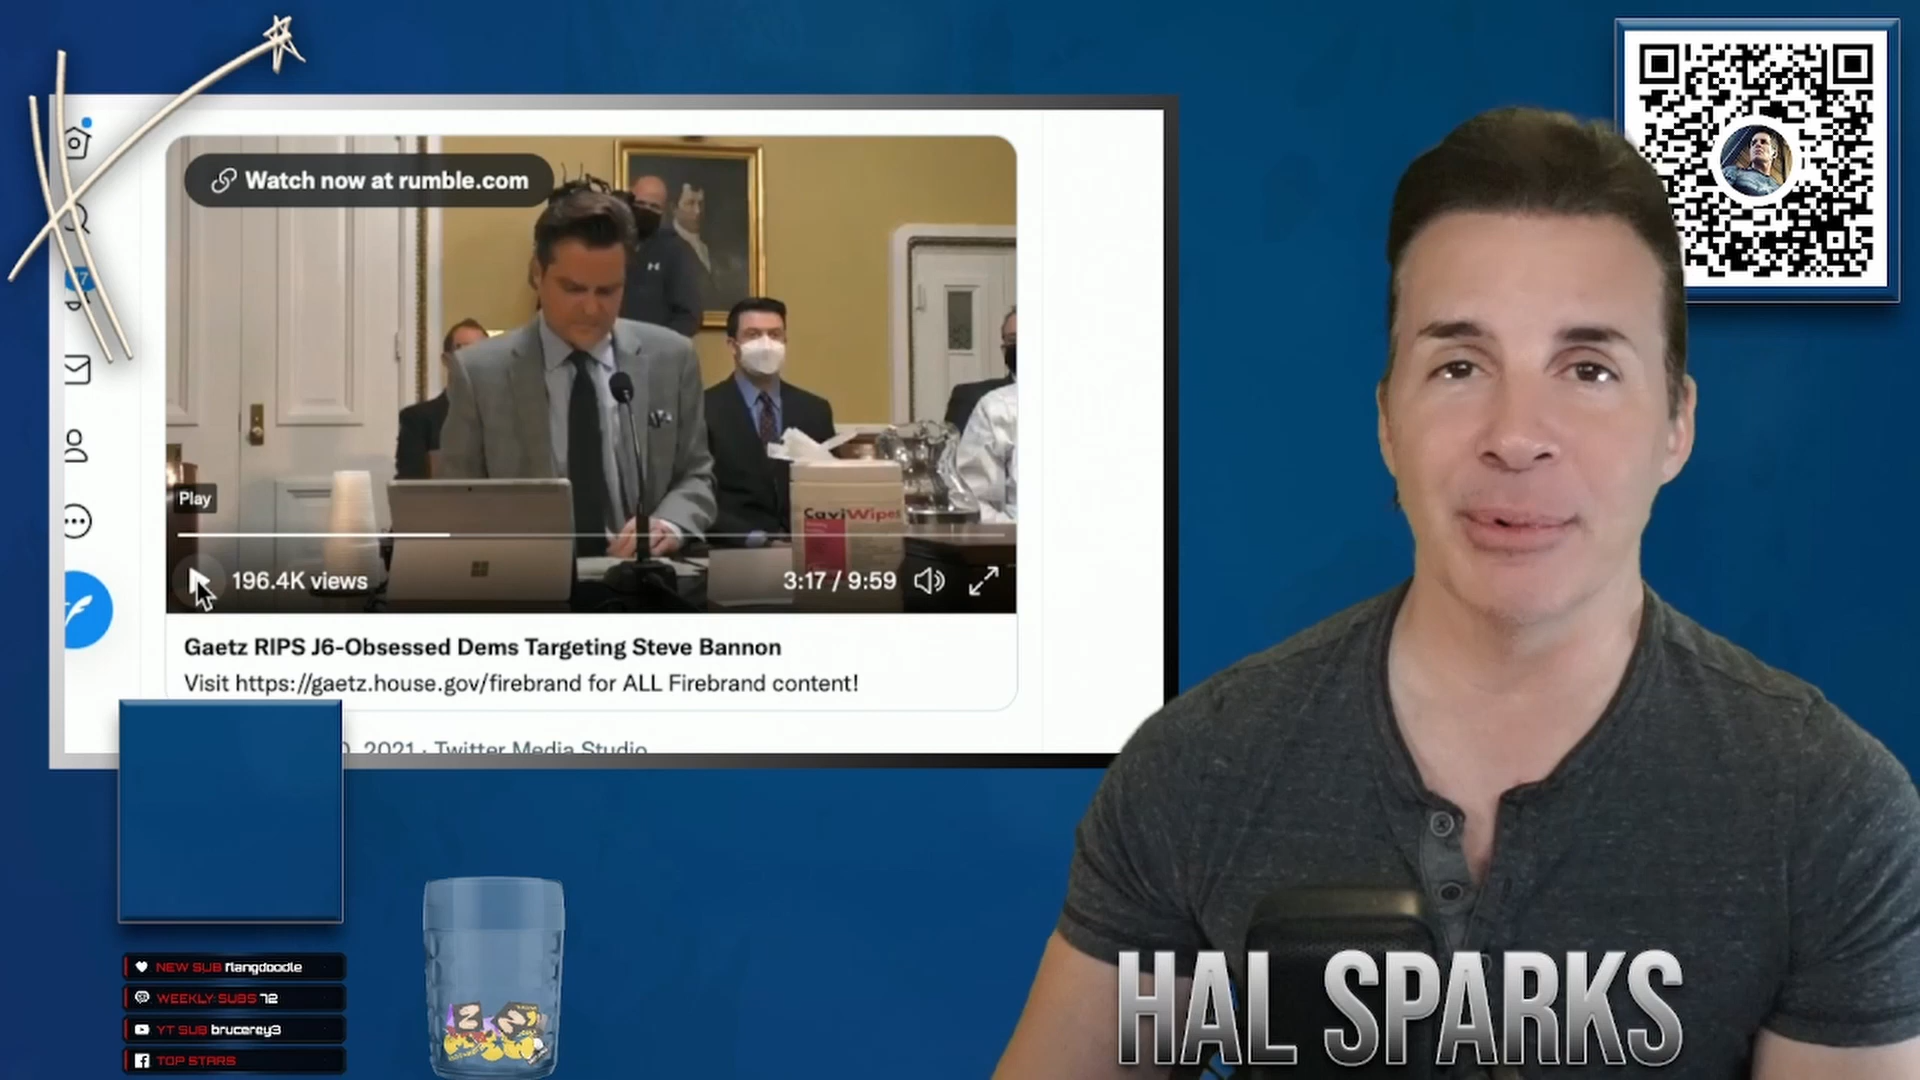 Watch now at rumble.com
Play
CaviWipes
196.4K views
3:17 / 9:59
Gaetz RIPS J6-Obsessed Dems Targeting Steve Bannon
Visit https://gaetz.house.gov/firebrand for ALL Firebrand content!
, 2021 · Twitter Media Studio
NEW SUB flangdoodle
WEEKLY SUBS 72
YT SUB brucerey3
TOP STARS
HAL SPARKS